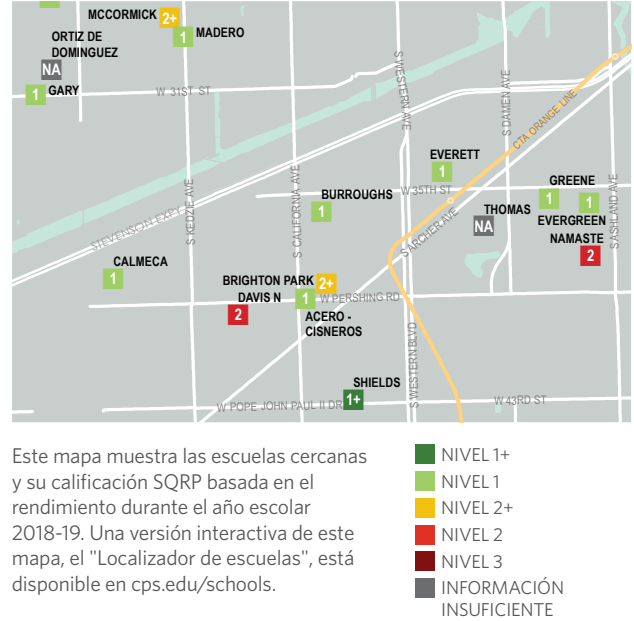 MCCORMICK
2+
1
MADERO
ORTIZ DE
DOMINGUEZ
NA
1
GARY
W 31ST ST
S WESTERN AVE
S DAMEN AVE
CTA ORANGE LINE
EVERETT
1
S KEDZIE AVE
S CALIFORNIA AVE
BURROUGHS
1
W 35TH ST
GREENE
1
1
EVERGREEN
S ASHLAND AVE
THOMAS
NA
NAMASTE
2
S ARCHER AVE
STEVENSON EXPY
CALMECA
1
BRIGHTON PARK
2+
DAVIS N
2
1
W PERSHING RD
ACERO -
CISNEROS
S WESTERN BLVD
SHIELDS
1+
W POPE JOHN PAUL II DR
W 43RD ST
Este mapa muestra las escuelas cercanas
y su calificación SQRP basada en el
rendimiento durante el año escolar
2018-19. Una versión interactiva de este
mapa, el "Localizador de escuelas", está
disponible en cps.edu/schools.
NIVEL 1+
NIVEL 1
NIVEL 2+
NIVEL 2
NIVEL 3
INFORMACIÓN
INSUFICIENTE